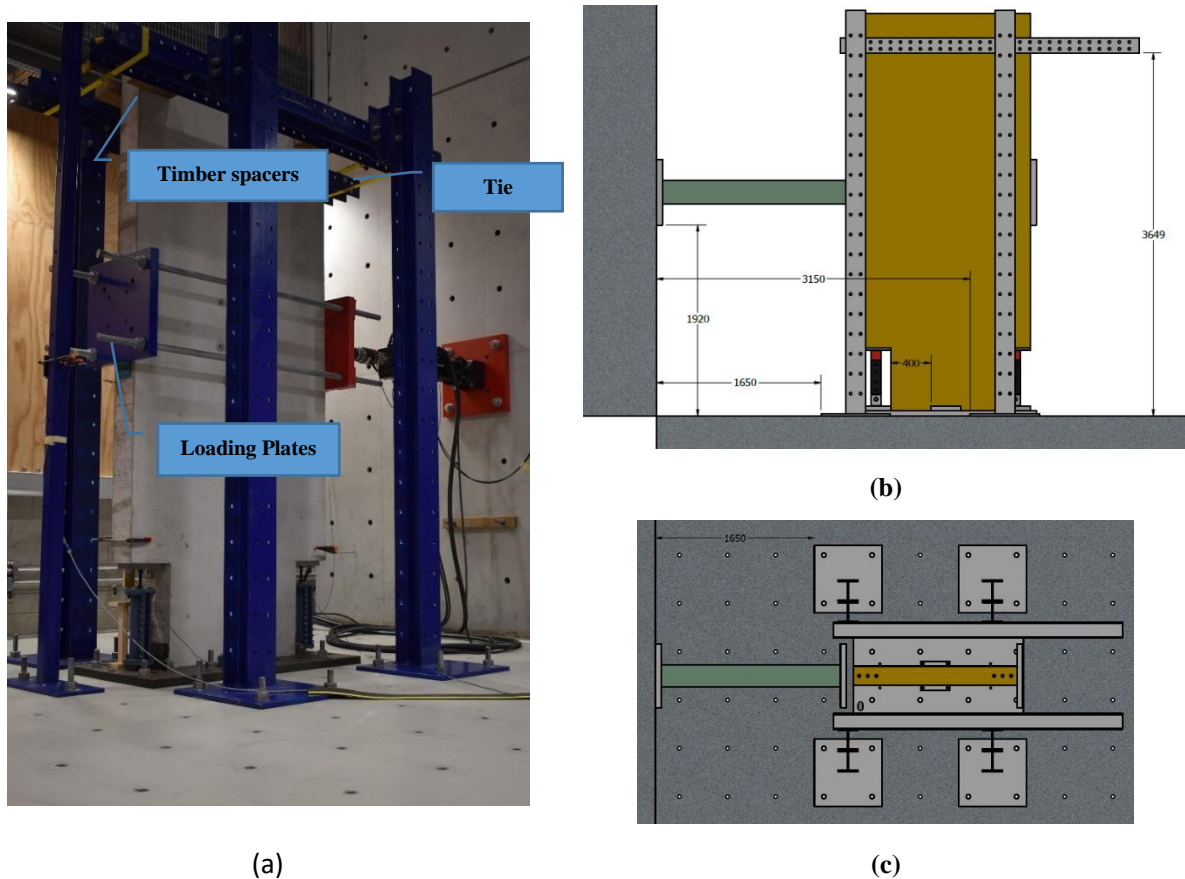 Timber spacers
Tie
Loading Plates
(a)
3649
3150
1920
400
1650
(b)
1650
0
(c)